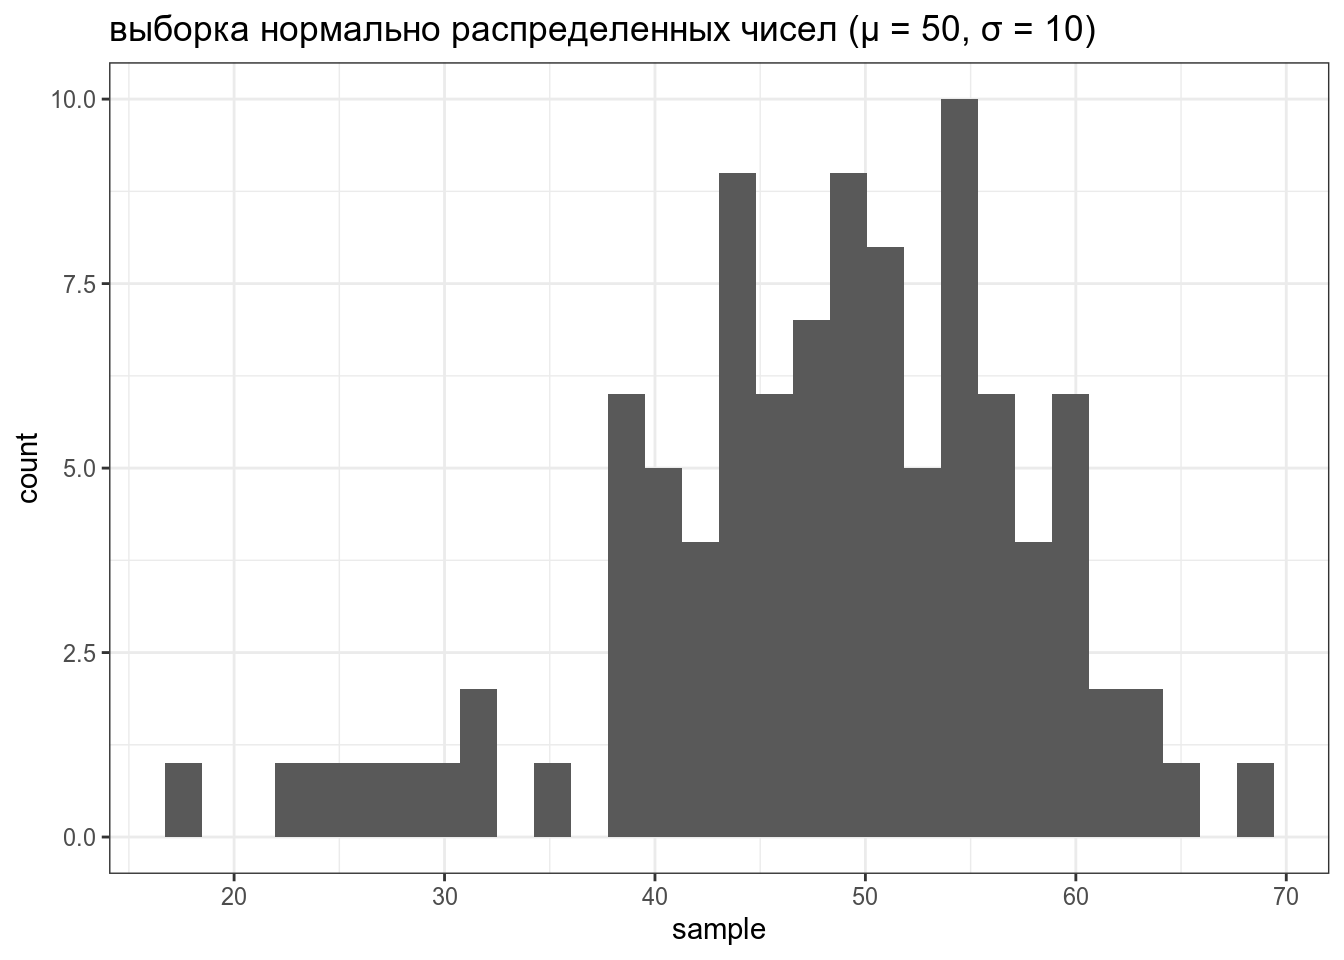 выборка нормально распределенных чисел (μ = 50, σ = 10)
10.0
7.5
5.0
2.5
0.0
count
20 30 40 50 60 70
sample